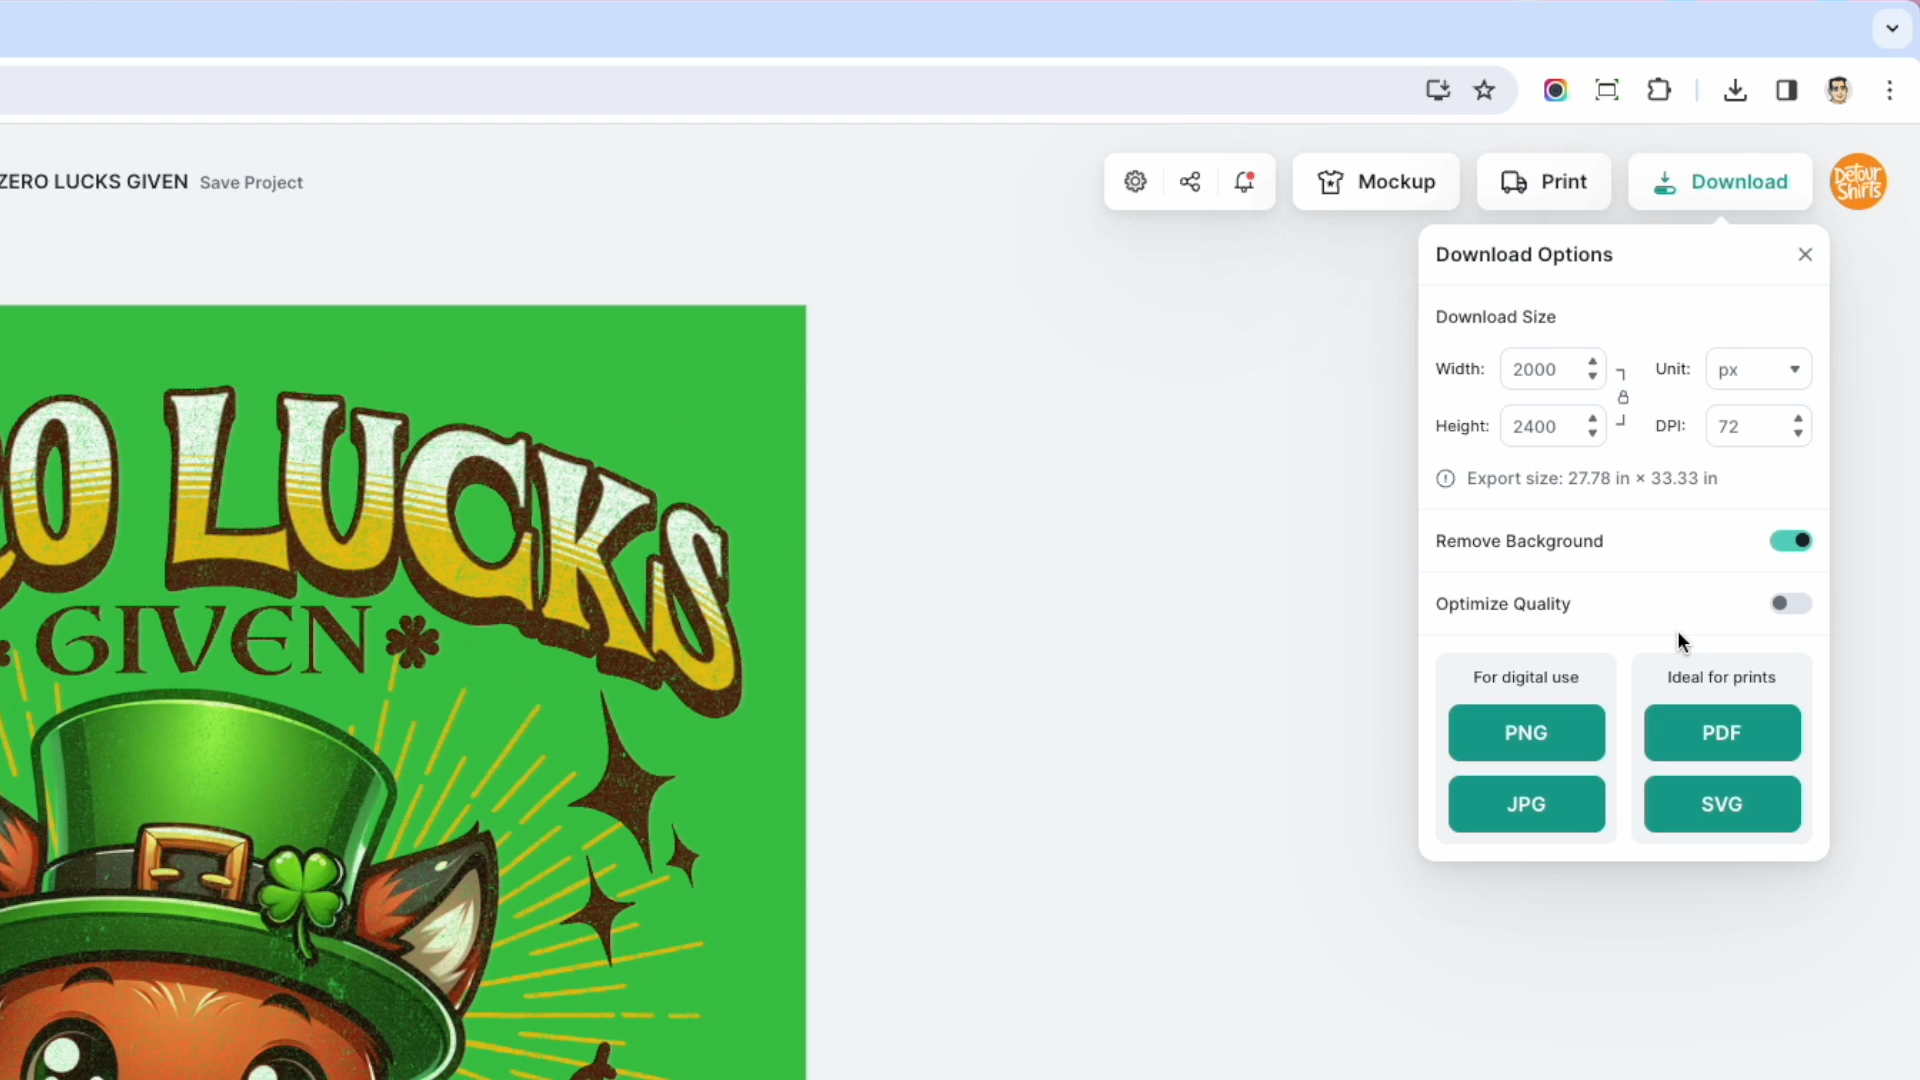 ZERO LUCKS GIVEN Save Project
Mockup
Print
Download
Detour
Shirts
Download Options
Download Size
Width: 2000
Unit: px
Height: 2400
DPI: 72
Export size: 27.78 in × 33.33 in
Remove Background
Optimize Quality
For digital use
PNG
JPG
Ideal for prints
PDF
SVG
O LUCKS
GIVEN